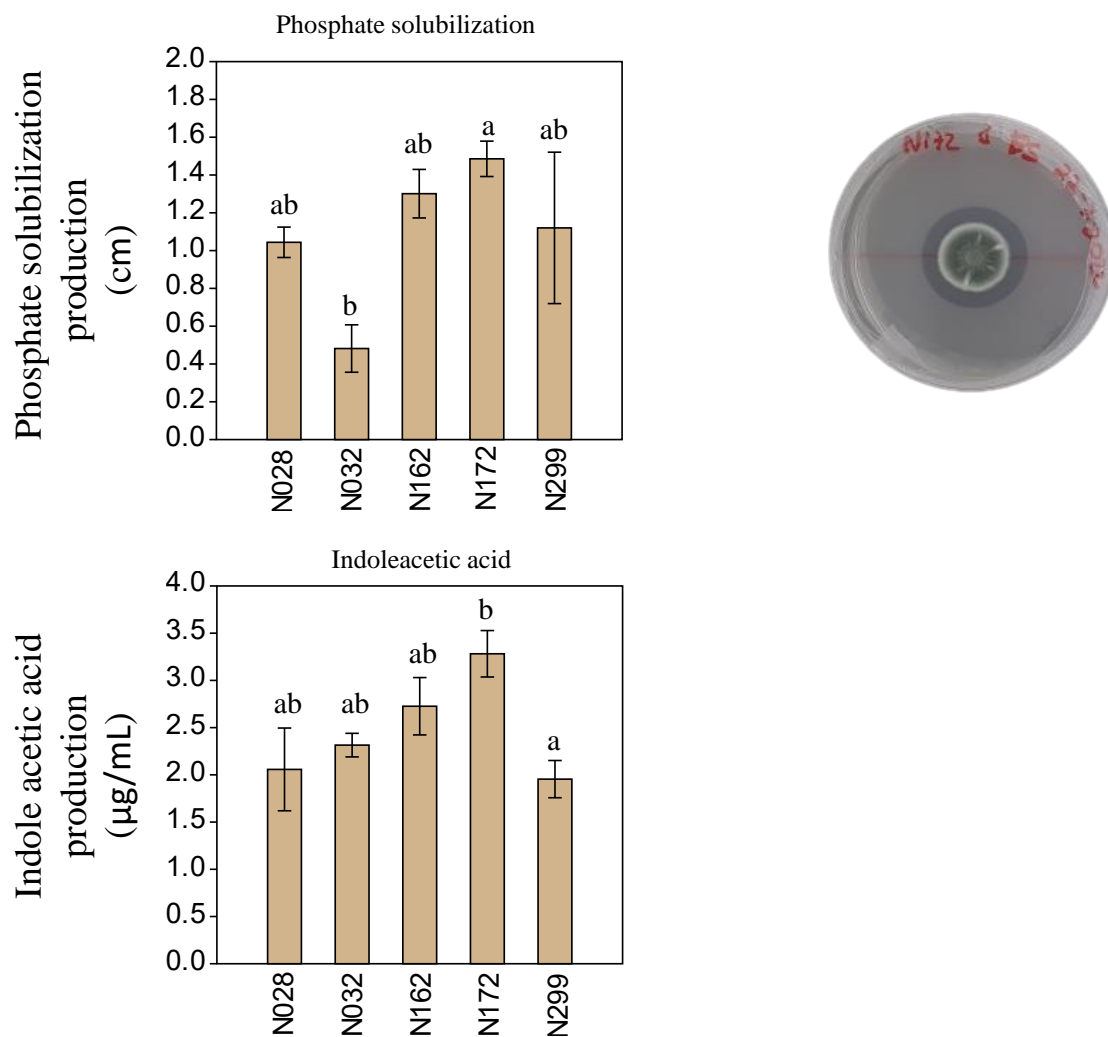 Phosphate solubilization
Phosphate solubilization
production
(cm)
2.0
1.8
1.6
1.4
1.2
1.0
0.8
0.6
0.4
0.2
0.0
ab
b
ab
a
ab
N028
N032
N162
N172
N299
N172
Indoleacetic acid
Indole acetic acid
production
(µg/mL)
4.0
3.5
3.0
2.5
2.0
1.5
1.0
0.5
0.0
ab
ab
ab
b
a
N028
N032
N162
N172
N299